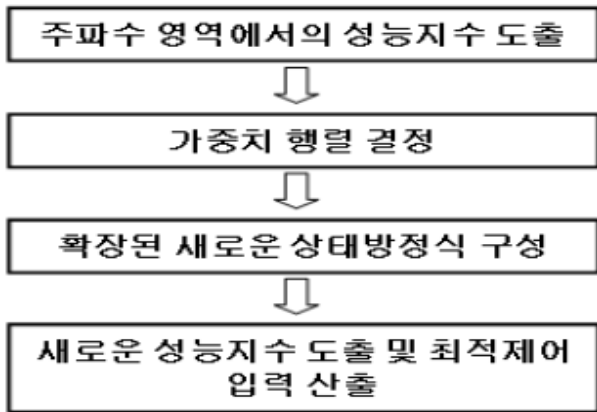 주파수 영역에서의 성능지수 도출
가중치 행렬 결정
확장된 새로운 상태방정식 구성
새로운 성능지수 도출 및 최적제어
입력 산출